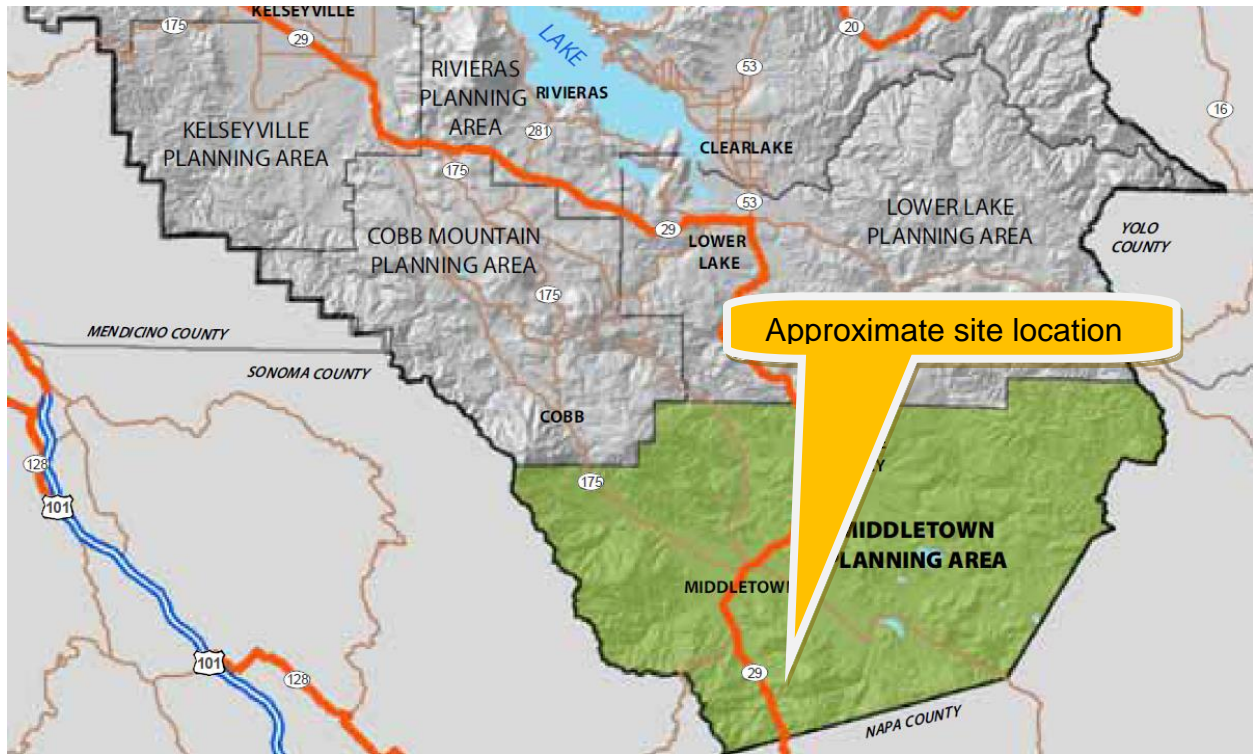 KELSEYVILLE
175
29
LAKE
20
53
RIVIERAS
PLANNING
AREA
RIVIERAS
16
KELSEYVILLE
PLANNING AREA
281
CLEARLAKE
175
53
LOWER LAKE
PLANNING AREA
YOLO
COUNTY
COBB MOUNTAIN
PLANNING AREA
29
LOWER
LAKE
175
MENDICINO COUNTY
Approximate site location
SONOMA COUNTY
COBB
128
101
175
MIDDLETOWN
PLANNING AREA
MIDDLETOWN
101
128
29
NAPA COUNTY